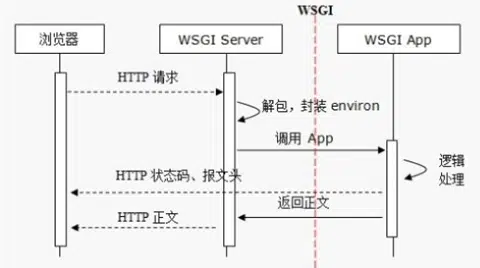 WSGI
浏览器
WSGI Server
WSGI App
HTTP 请求
解包，封装 environ
调用 App
逻辑
处理
HTTP 状态码、报文头
返回正文
HTTP 正文